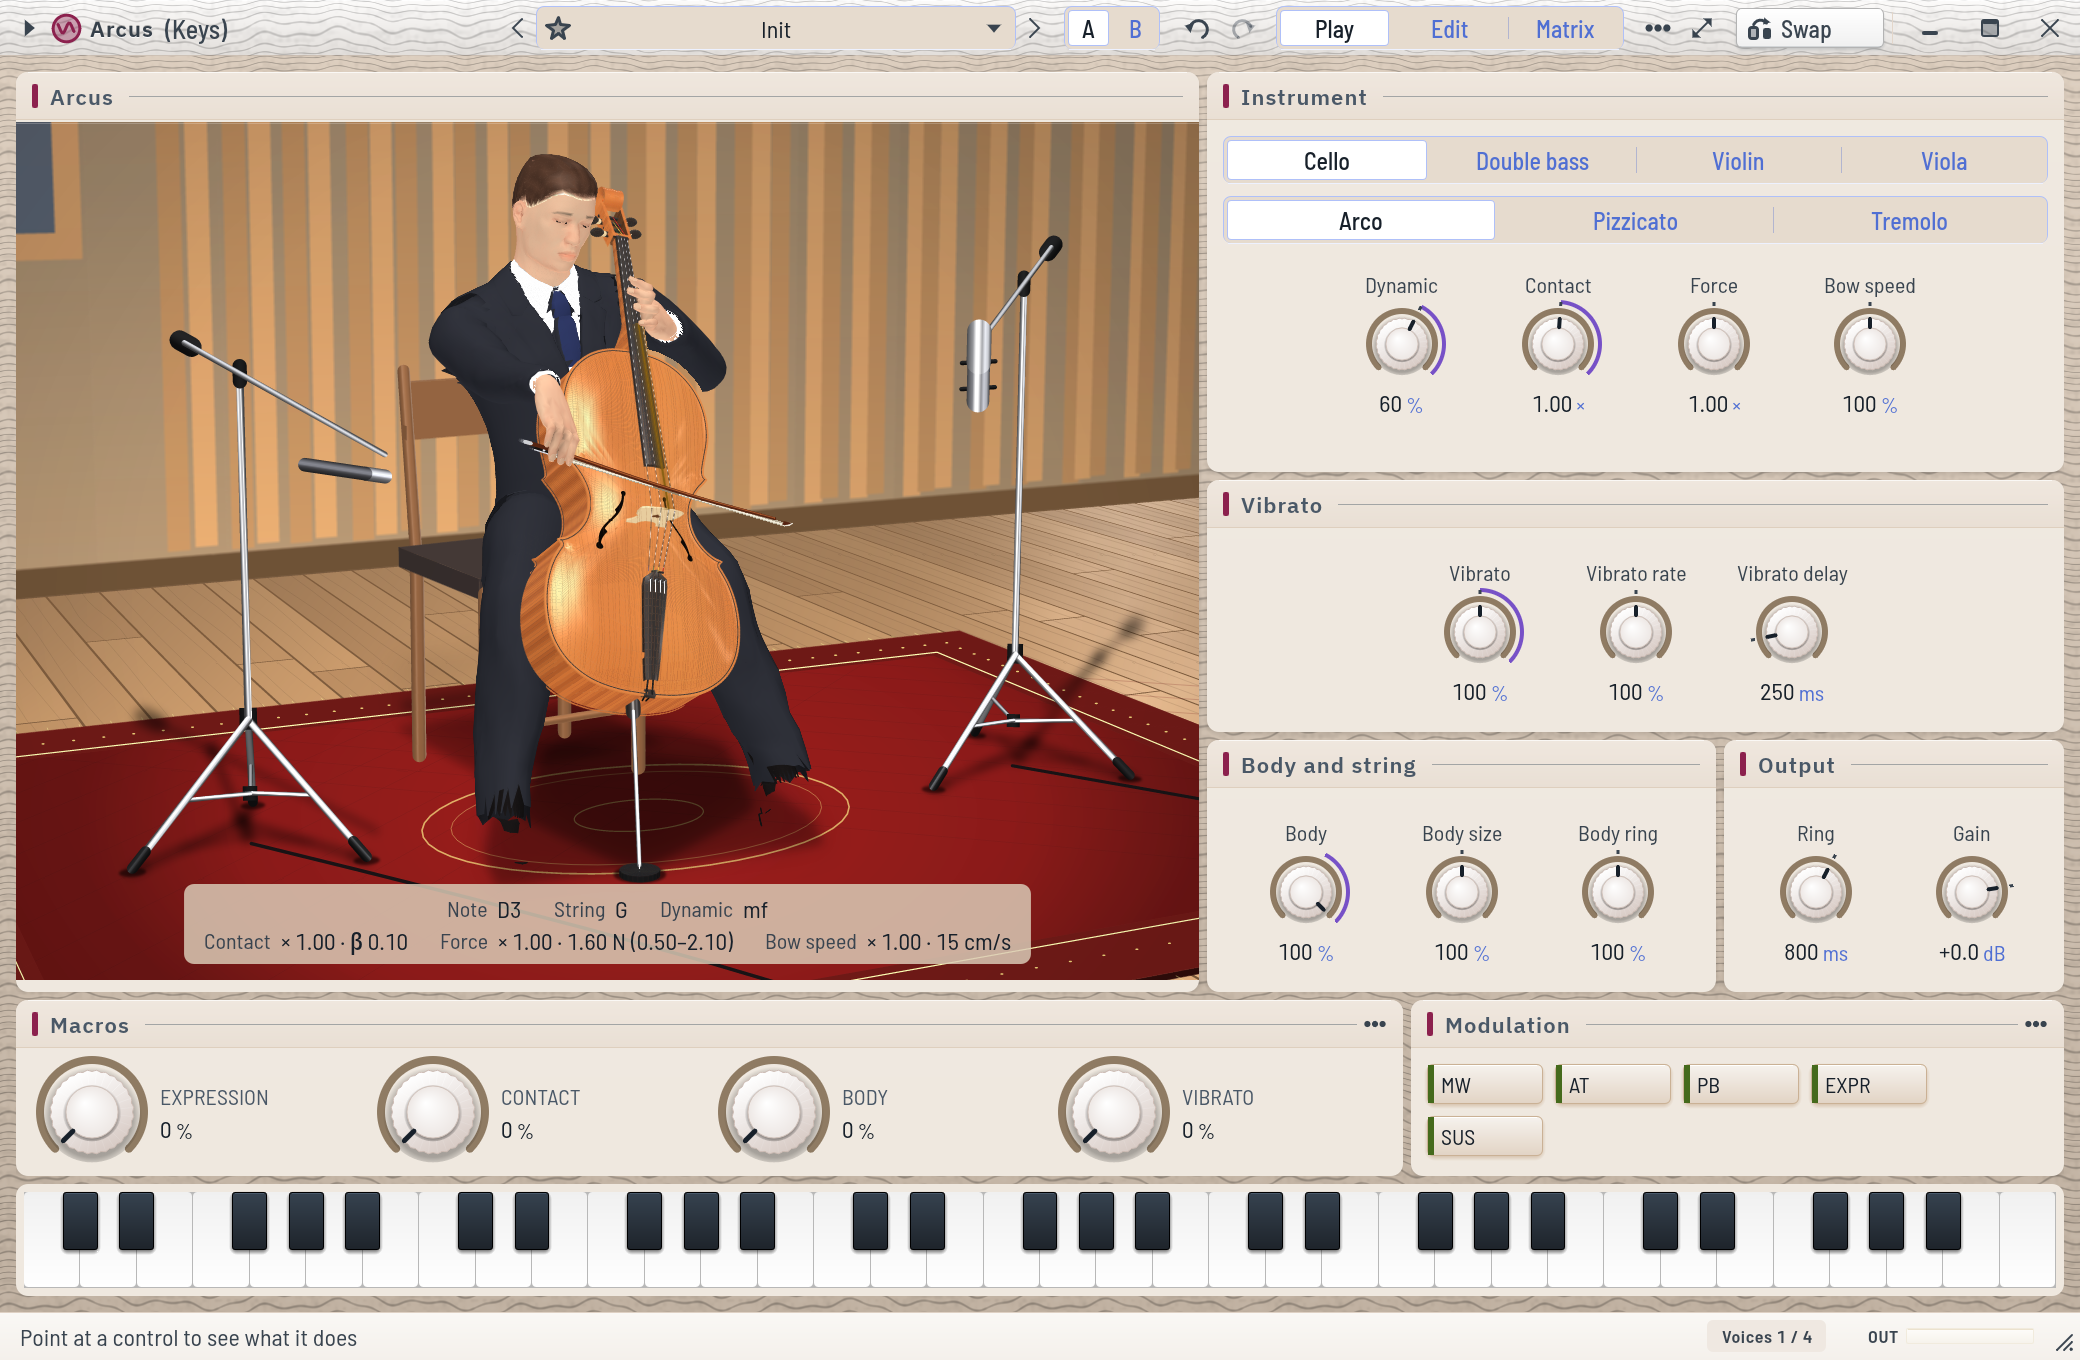 Arcus (Keys)
Init
A B
Play Edit Matrix
Swap
Arcus
Note D3 String G Dynamic mf
Contact × 1.00 · β 0.10 Force × 1.00 · 1.60 N (0.50–2.10) Bow speed × 1.00 · 15 cm/s
Instrument
Cello Double bass Violin Viola
Arco Pizzicato Tremolo
Dynamic Contact Force Bow speed
60 % 1.00 × 1.00 × 100 %
Vibrato
Vibrato Vibrato rate Vibrato delay
100 % 100 % 250 ms
Body and string
Body Body size Body ring
100 % 100 % 100 %
Output
Ring Gain
800 ms +0.0 dB
Macros
EXPRESSION
0 %
CONTACT
0 %
BODY
0 %
VIBRATO
0 %
Modulation
MW AT PB EXPR
SUS
Point at a control to see what it does
Voices 1 / 4 OUT